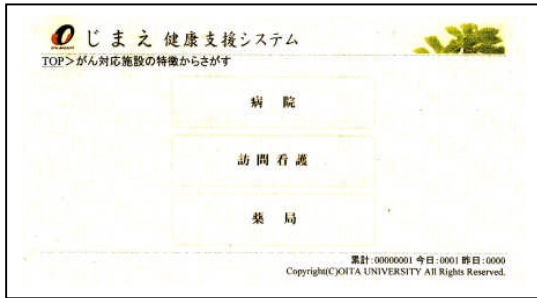 じまえ 健康支援システム
TOP＞がん対応施設の特徴からさがす
病 院
訪問看護
薬 局
累計:00000001 今日:0001 昨日:0000
Copyright(C)OITA UNIVERSITY All Rights Reserved.